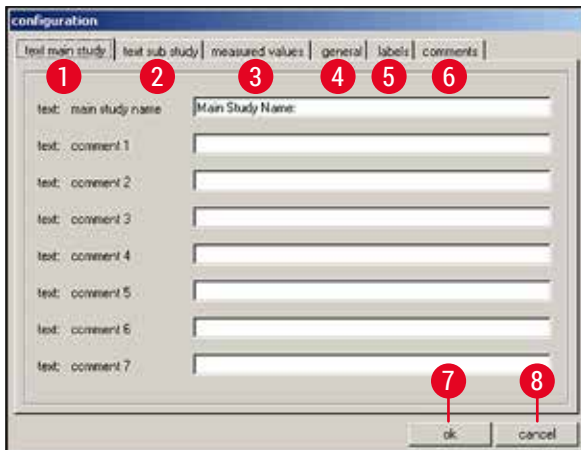 configuration
text main study text sub study measured values general labels comments
1 2 3 4 5 6
text: main study name Main Study Name:
text: comment 1
text: comment 2
text: comment 3
text: comment 4
text: comment 5
text: comment 6
text: comment 7
7 8
ok cancel